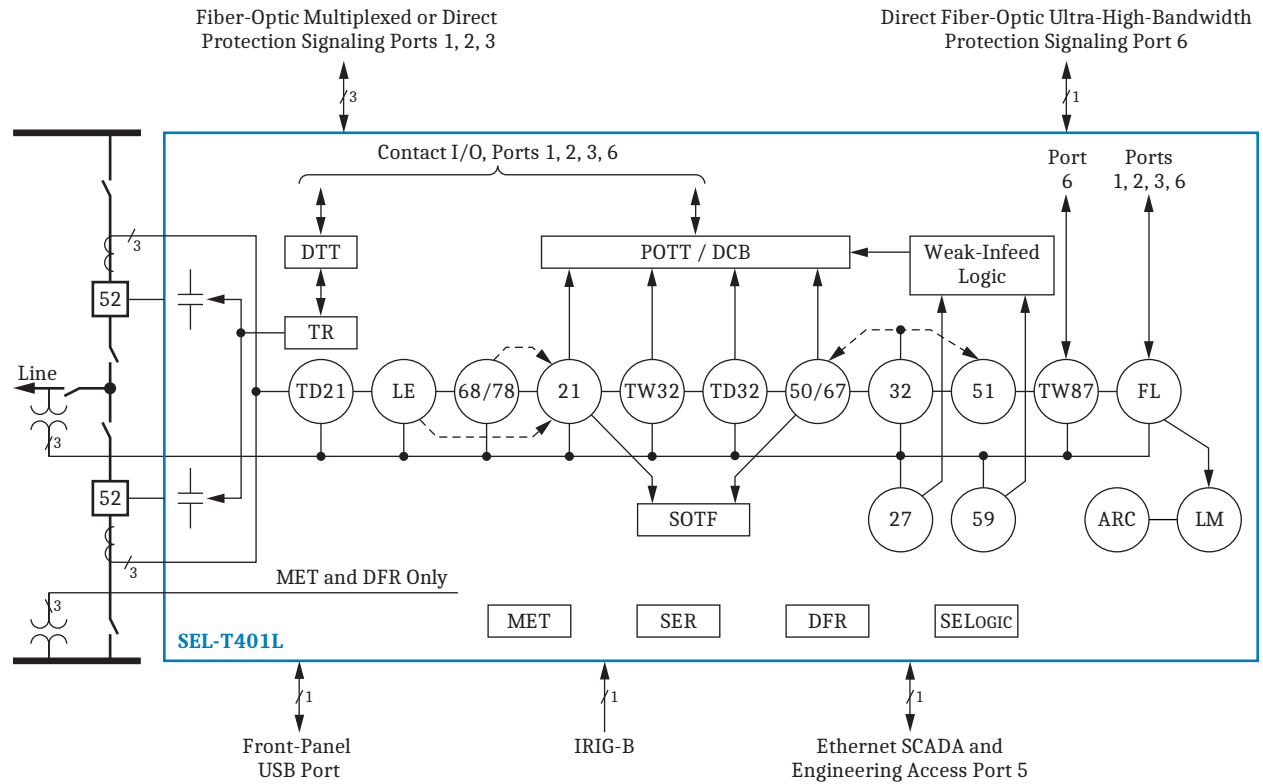 Fiber-Optic Multiplexed or Direct
Protection Signaling Ports 1, 2, 3
Direct Fiber-Optic Ultra-High-Bandwidth
Protection Signaling Port 6
3
1
Contact I/O, Ports 1, 2, 3, 6
Port
6
Ports
1, 2, 3, 6
3
DTT
POTT / DCB
Weak-Infeed
Logic
52
TR
Line
TD21
LE
68/78
21
TW32
TD32
50/67
32
51
TW87
FL
3
52
SOTF
27
59
ARC
LM
3
MET and DFR Only
3
MET
SER
DFR
SELOGIC
SEL-T401L
1
1
1
Front-Panel
USB Port
IRIG-B
Ethernet SCADA and
Engineering Access Port 5